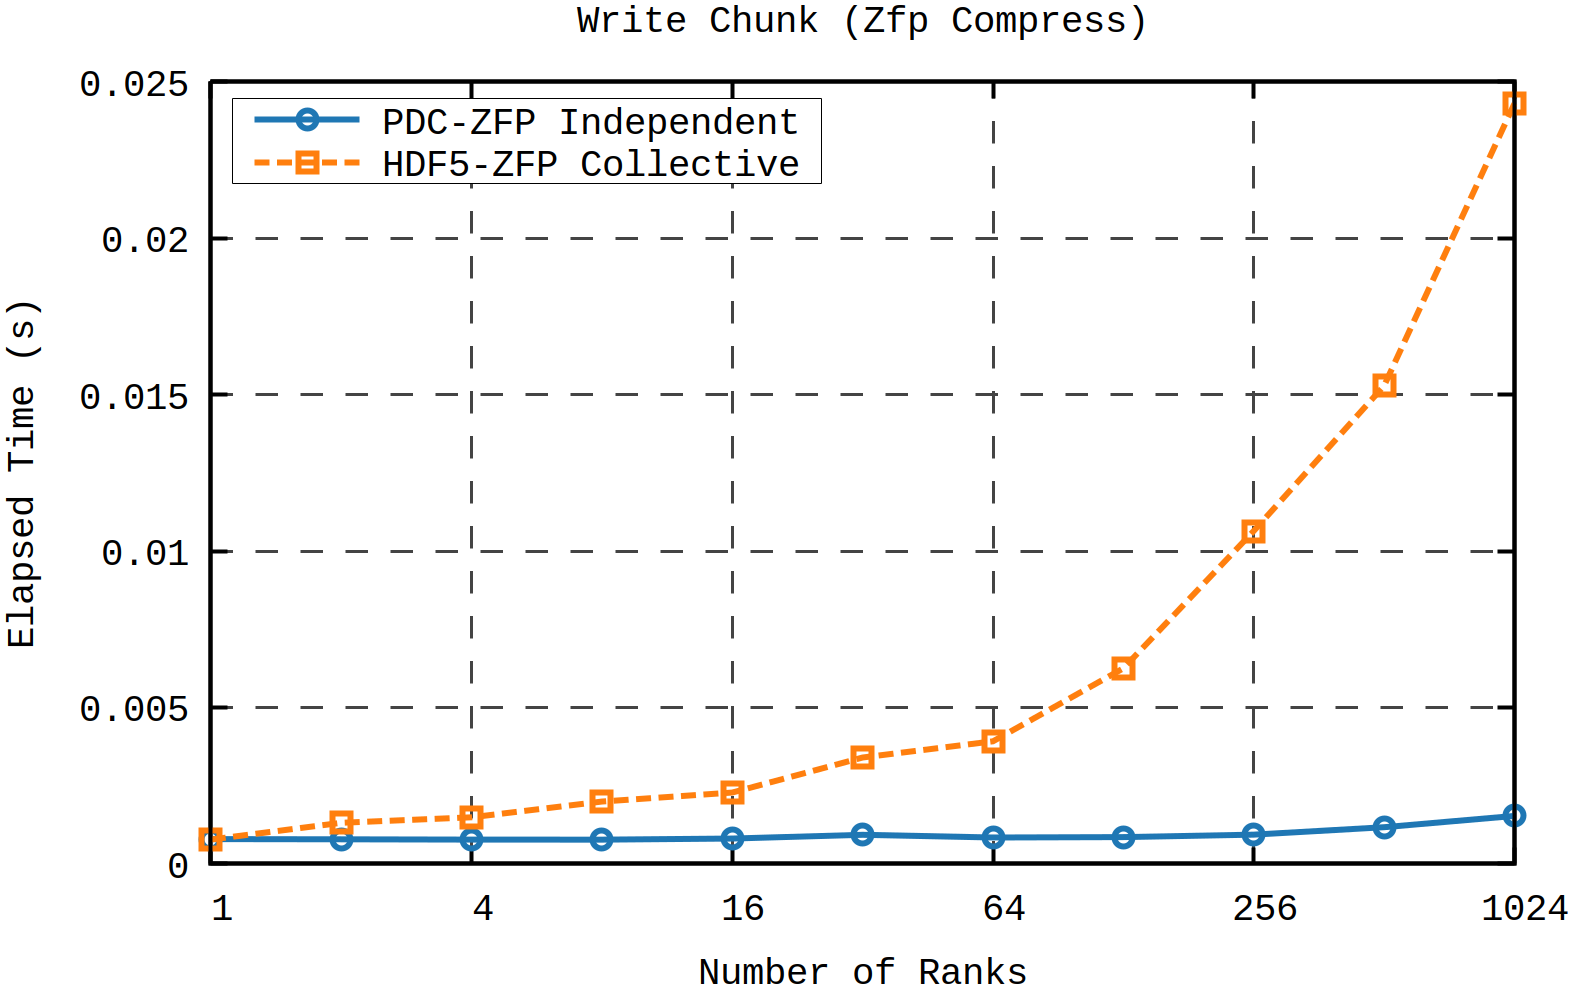 Write Chunk (Zfp Compress)
PDC-ZFP Independent
HDF5-ZFP Collective
Elapsed Time (s)
0.025
0.02
0.015
0.01
0.005
0
1 4 16 64 256 1024
Number of Ranks